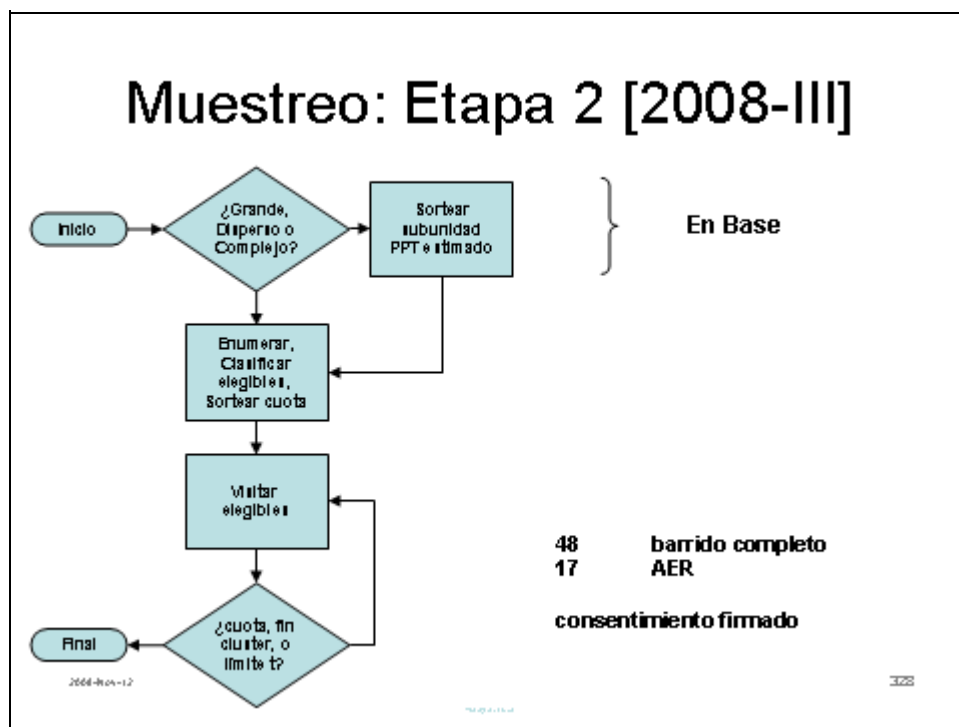 Muestreo: Etapa 2 [2008-III]
Inicio
¿Grande,
Disperso o
Complejo?
Sortear
subunidad
PPT estimado
En Base
Enumerar,
Clasificar
elegibles,
Sortear cuota
Visitar
elegibles
48 barrido completo
17 AER
consentimiento firmado
¿cuota, fin
cluster, o
límite t?
Final
328